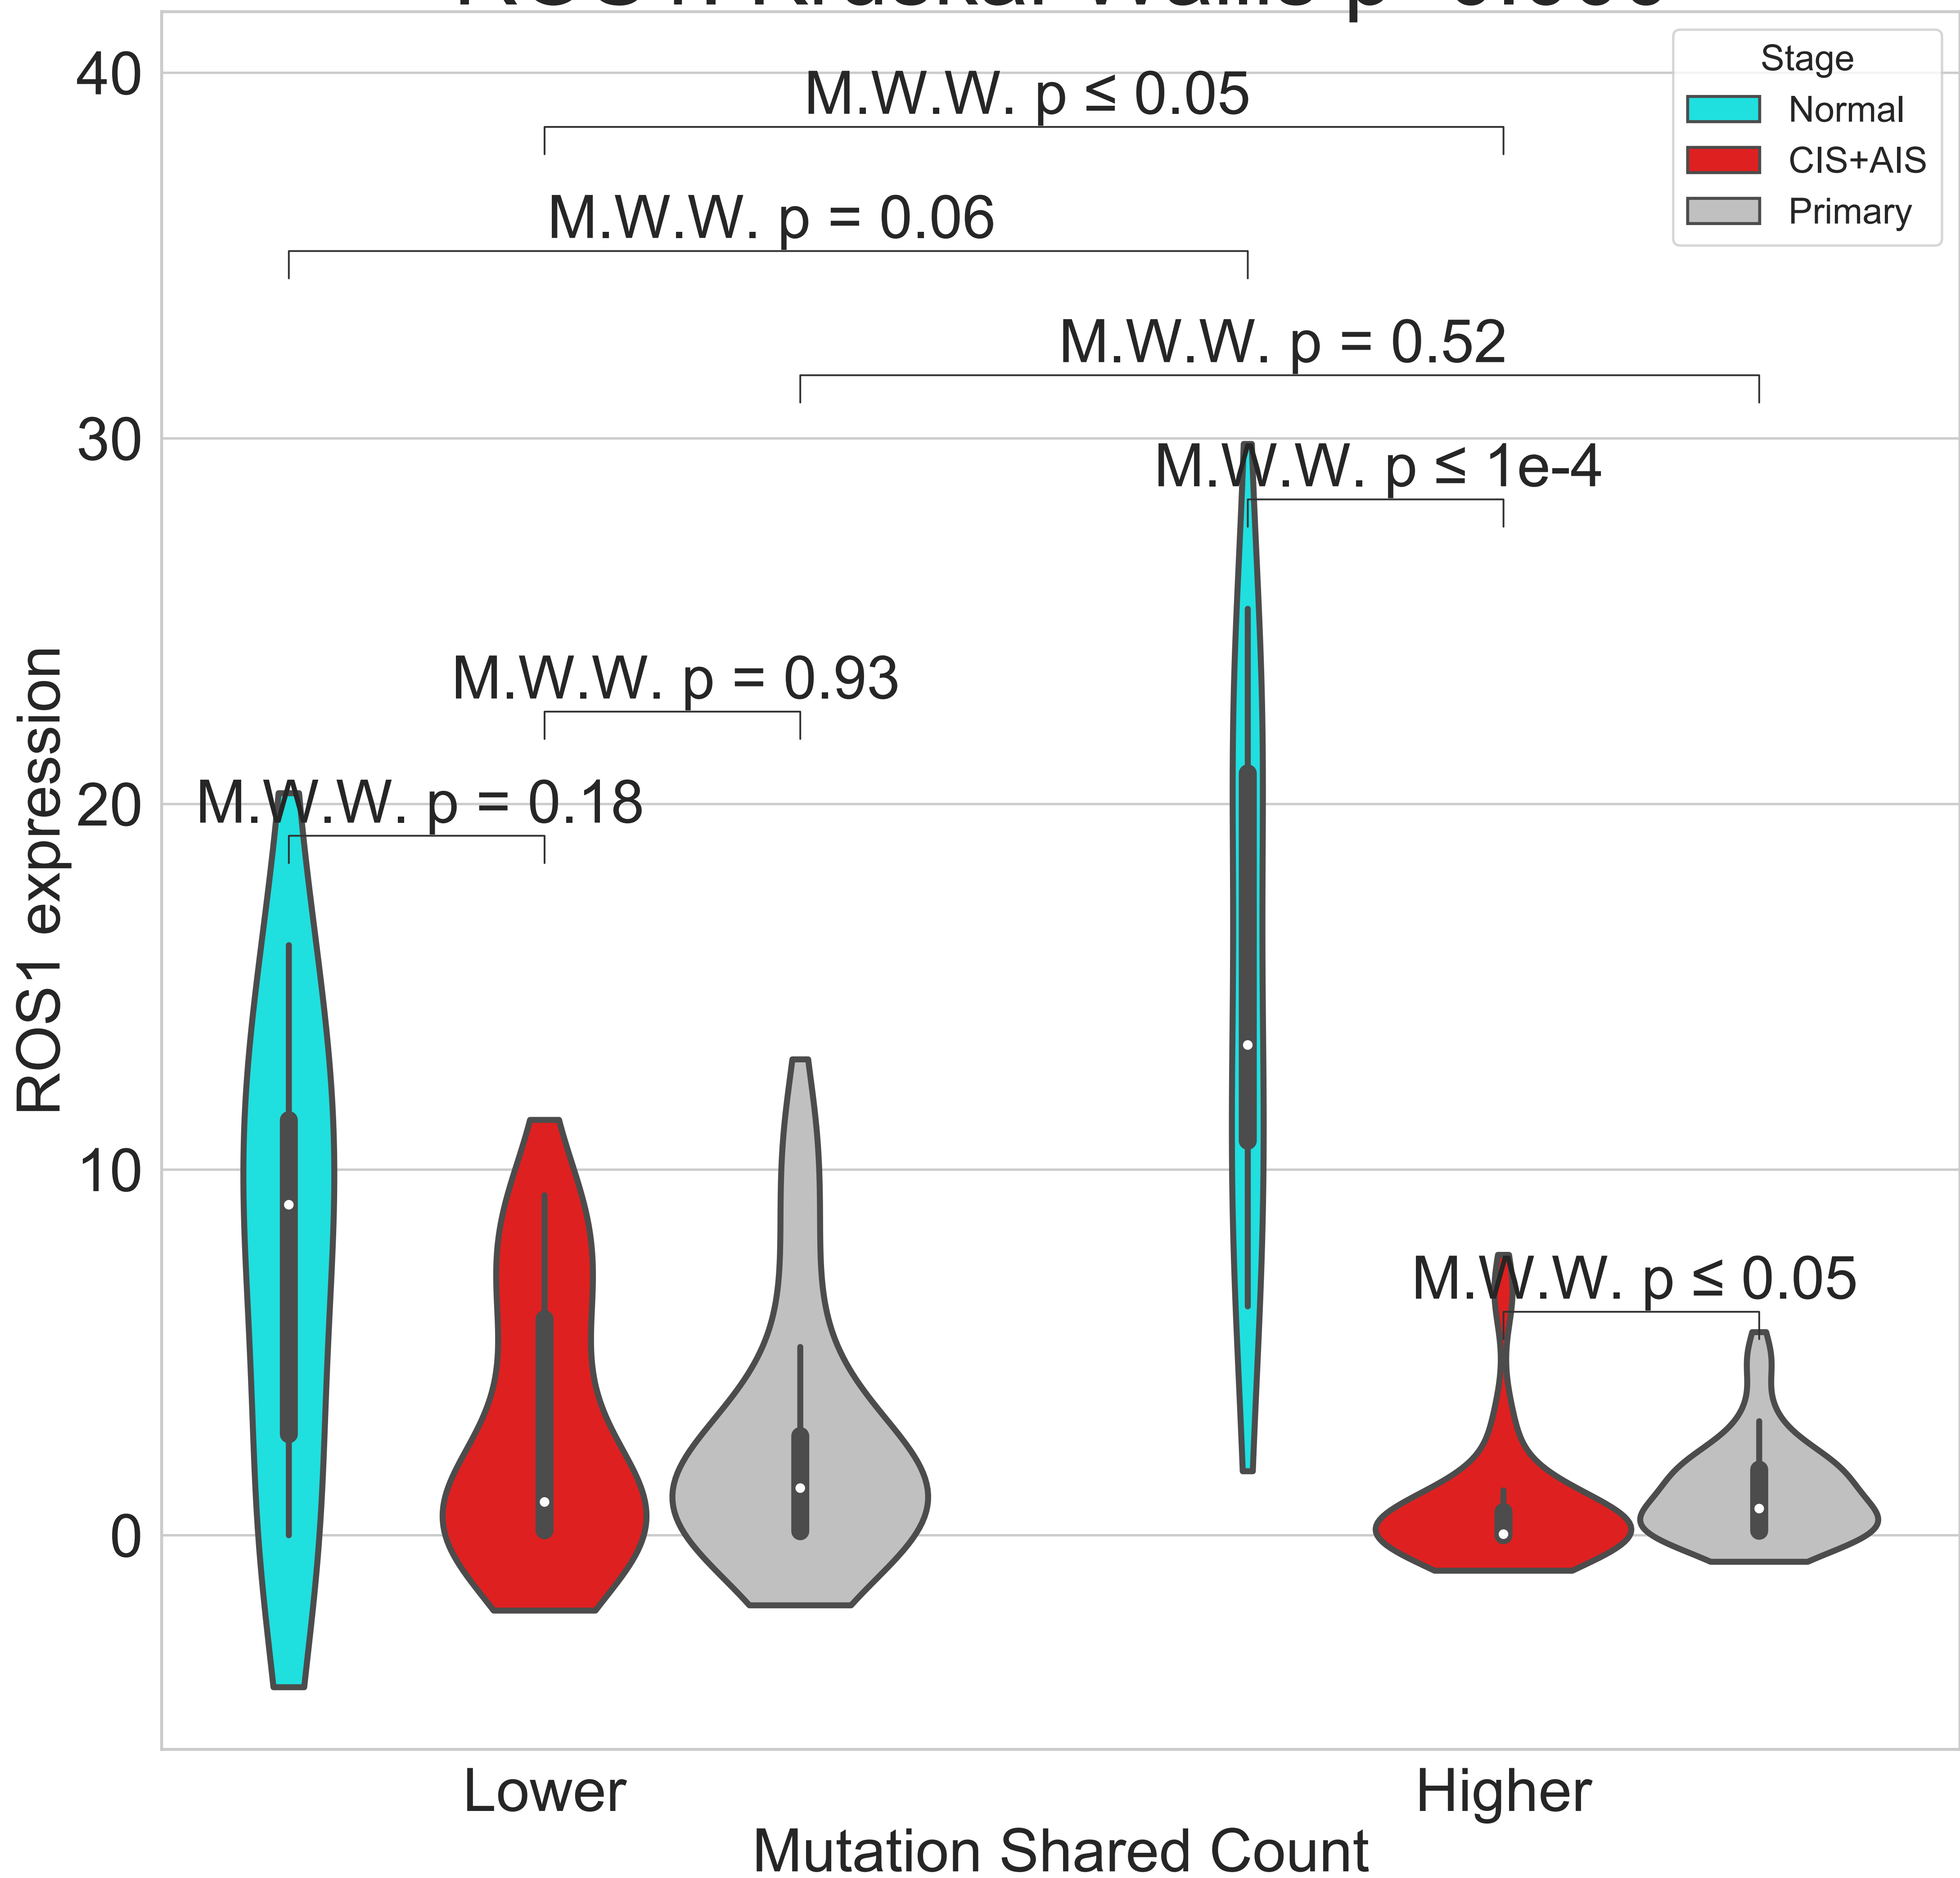 Stage
Normal
CIS+AIS
Primary
M.W.W. p ≤ 0.05
M.W.W. p = 0.06
M.W.W. p = 0.52
M.W.W. p ≤ 1e-4
M.W.W. p = 0.93
M.W.W. p = 0.18
M.W.W. p ≤ 0.05
40
30
20
10
0
ROS1 expression
Lower
Higher
Mutation Shared Count